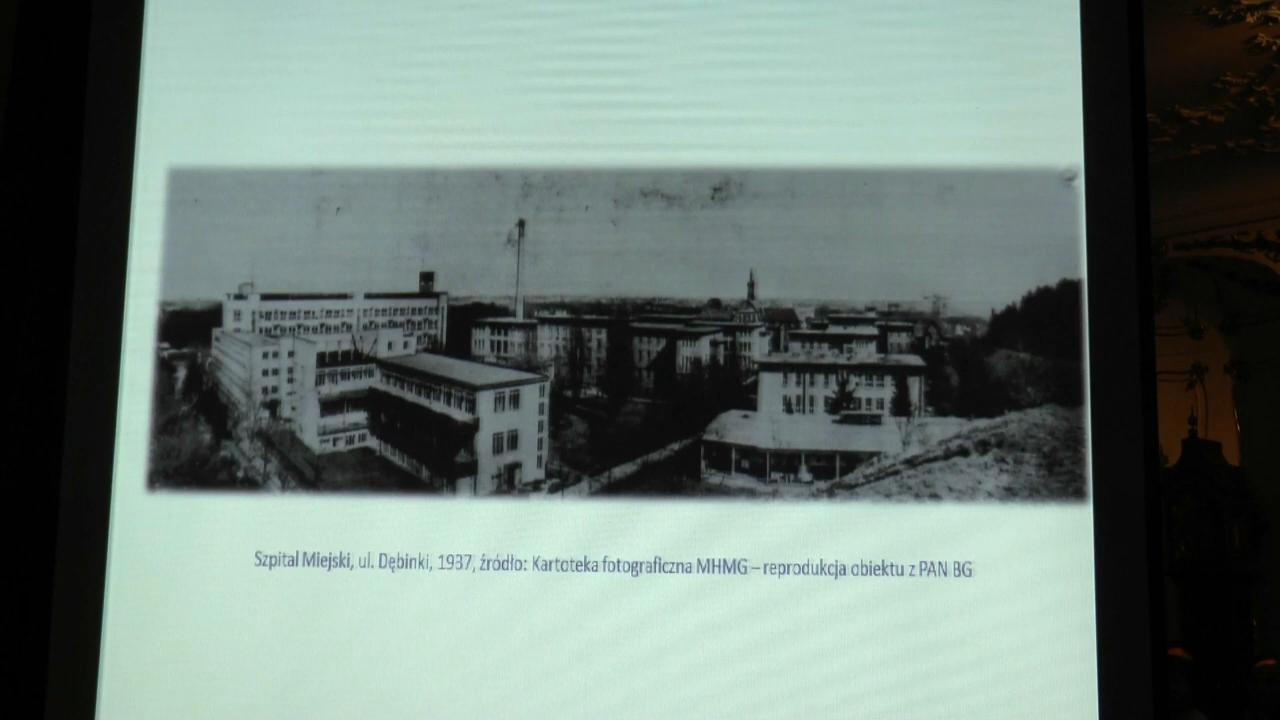 Szpital Miejski, ul. Dębinki, 1937, źródło: Kartoteka fotograficzna MHMG – reprodukcja obiektu z PAN BG